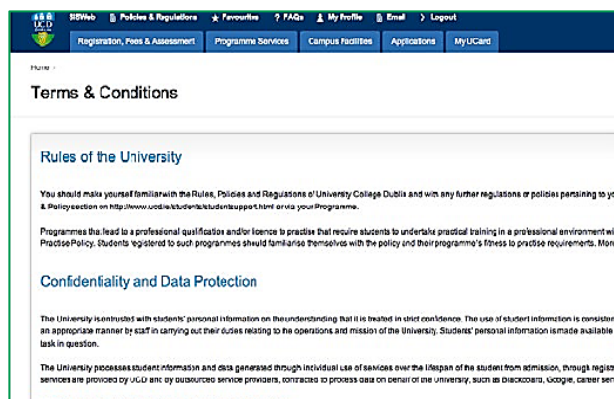 UCD
SISWeb Policies & Regulations Favourites ? FAQs My Profile Email > Logout
Registration, Fees & Assessment Programme Services Campus Facilities Applications My UCard
Home >
Terms & Conditions
Rules of the University
You should make yourself familiar with the Rules, Policies and Regulations of University College Dublin and with any further regulations or policies pertaining to yo
& Policy section on http://www.ucd.ie/students/studentsupport.html or via your Programme.
Programmes that lead to a professional qualification and/or licence to practise that require students to undertake practical training in a professional environment wi
Practise Policy. Students registered to such programmes should familiarise themselves with the policy and their programme's fitness to practise requirements. More
Confidentiality and Data Protection
The University is entrusted with students' personal information on the understanding that it is treated in strict confidence. The use of student information is consisten
an appropriate manner by staff in carrying out their duties relating to the operations and mission of the University. Students' personal information is made available
task in question.
The University processes student information and data generated through individual use of services over the lifespan of the student from admission, through registr
services are provided by UCD and by outsourced service providers, contracted to process data on behalf of the University, such as Blackboard, Google, career ser